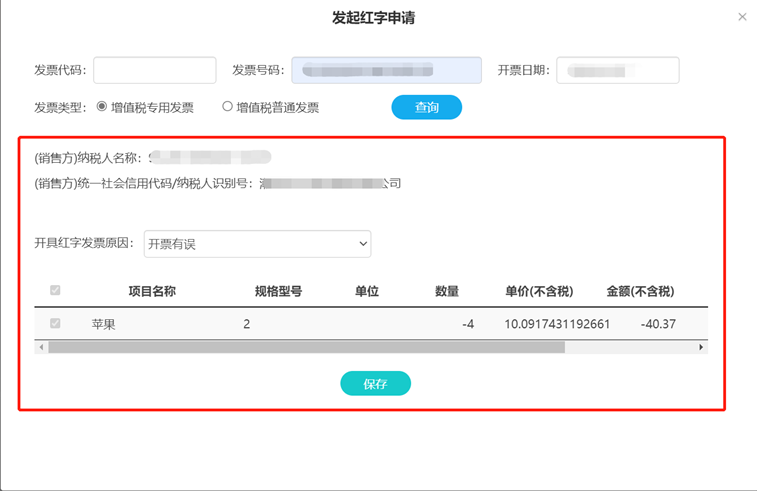 发起红字申请
发票代码: 发票号码: 开票日期:
发票类型: 增值税专用发票 增值税普通发票 查询
(销售方)纳税人名称:
(销售方)统一社会信用代码/纳税人识别号: 公司
开具红字发票原因: 开票有误
项目名称 规格型号 单位 数量 单价(不含税) 金额(不含税)
苹果 2 -4 10.0917431192661 -40.37
保存